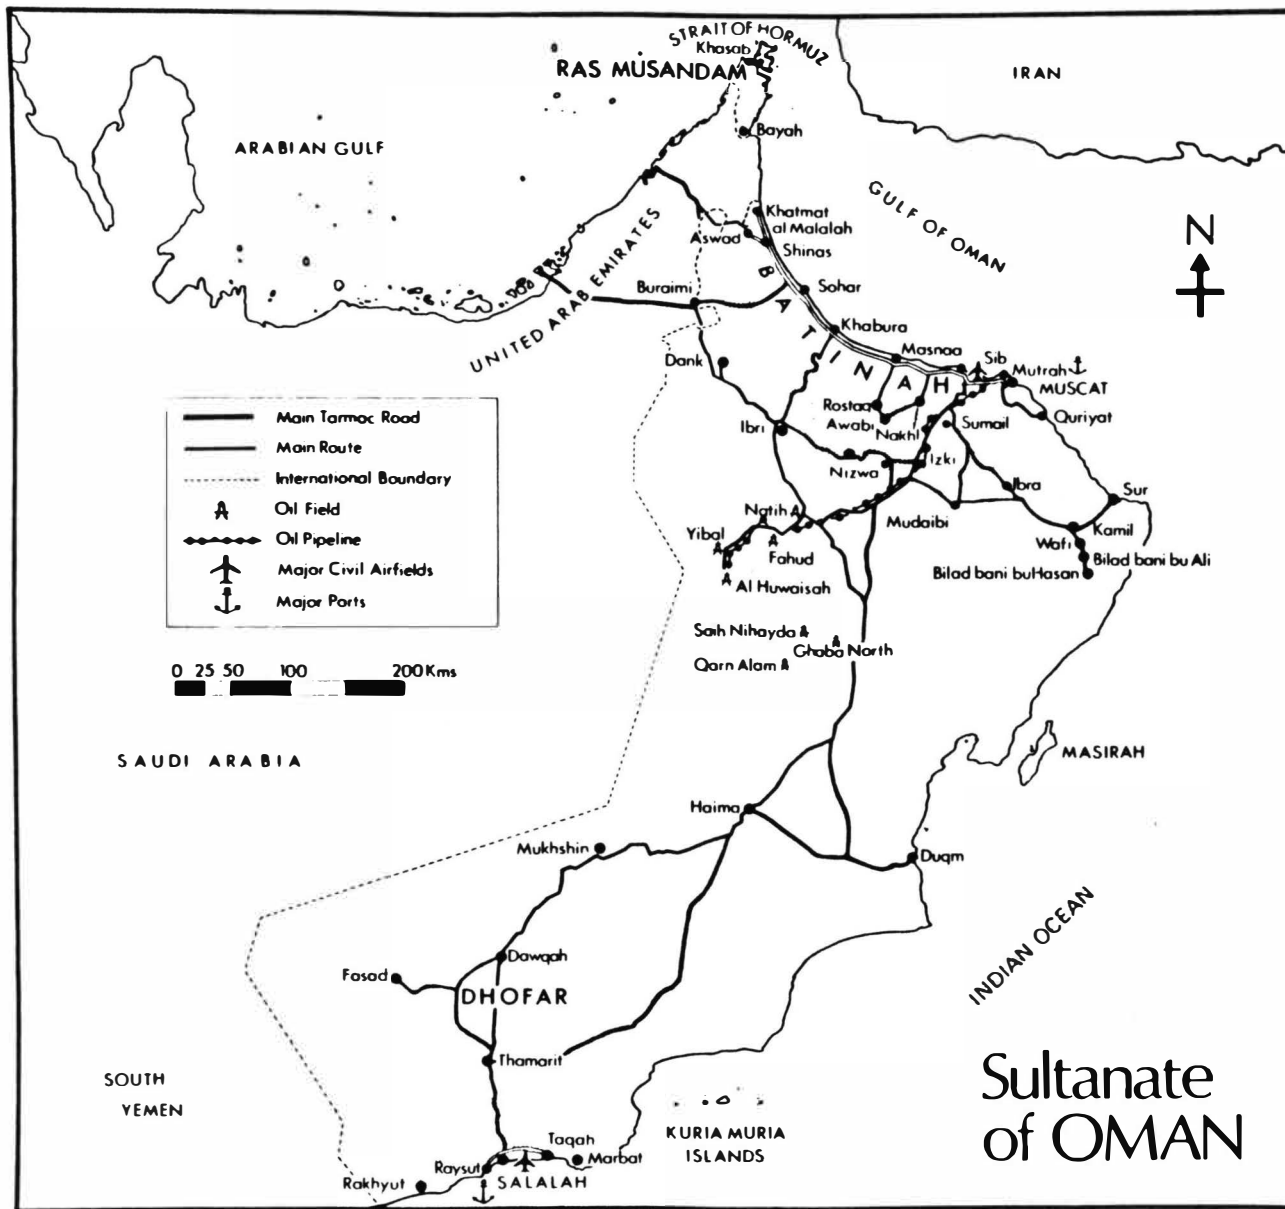 STRAIT OF HORMUZ
Khasab
RAS MUSANDAM
IRAN
Bayah
ARABIAN GULF
GULF OF OMAN
N
Khatmat
al Malalah
Aswad
Shinas
UNITED ARAB EMIRATES
BATINAH
Buraimi
Sohar
Khabura
Masnaa
Sib
Mutrah
MUSCAT
Dank
Rostaq
Awabi
Nakhl
Sumail
Quriyat
Ibri
Nizwa
Izki
Ibra
Sur
Mudaibi
Kamil
Wafi
Bilad bani bu Ali
Bilad bani bu Hasan
Natih
Yibal
Fahud
Al Huwaisah
Saih Nihayda
Ghaba North
Qarn Alam
Main Tarmac Road
Main Route
International Boundary
Oil Field
Oil Pipeline
Major Civil Airfields
Major Ports
0 25 50 100 200 Kms
SAUDI ARABIA
MASIRAH
Haima
Mukhshin
Duqm
INDIAN OCEAN
Dawqah
Fasad
DHOFAR
Thamarit
SOUTH
YEMEN
KURIA MURIA
ISLANDS
Taqah
Marbat
Raysut
SALALAH
Rakhyut
Sultanate
of OMAN